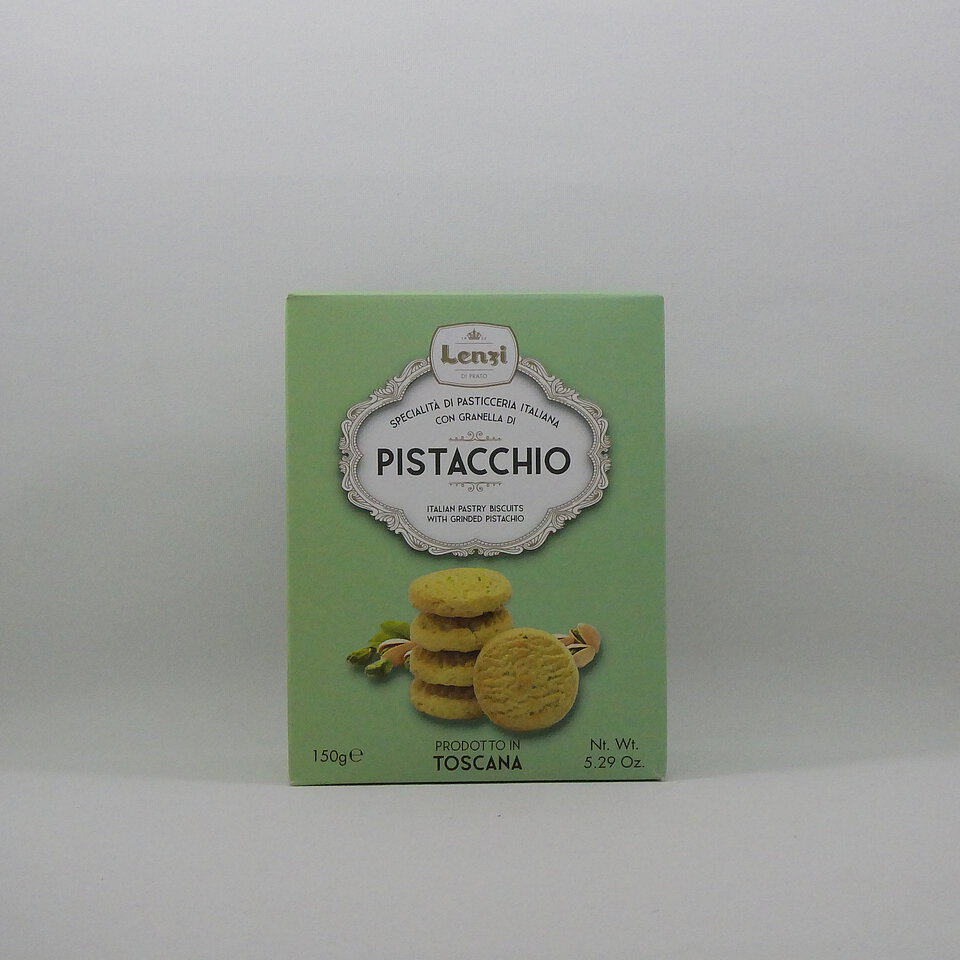 Lenzi
DI PRATO
SPECIALITÀ DI PASTICCERIA ITALIANA
CON GRANELLA DI
PISTACCHIO
ITALIAN PASTRY BISCUITS
WITH GRINDED PISTACHIO
150g℮
PRODOTTO IN
TOSCANA
Nt. Wt.
5.29 Oz.